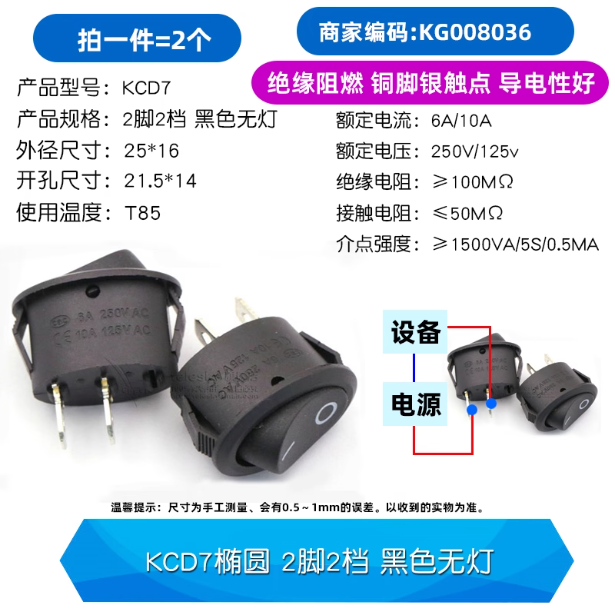 拍一件=2个
商家编码:KG008036
绝缘阻燃 铜脚银触点 导电性好
产品型号: KCD7
产品规格: 2脚2档 黑色无灯
外径尺寸: 25*16
开孔尺寸: 21.5*14
使用温度: T85
额定电流: 6A/10A
额定电压: 250V/125v
绝缘电阻: ≥100MΩ
接触电阻: ≤50MΩ
介点强度: ≥1500VA/5S/0.5MA
6A 250V AC
10A 125V AC
设备
电源
温馨提示: 尺寸为手工测量、会有0.5~1mm的误差。以收到的实物为准。
KCD7椭圆 2脚2档 黑色无灯